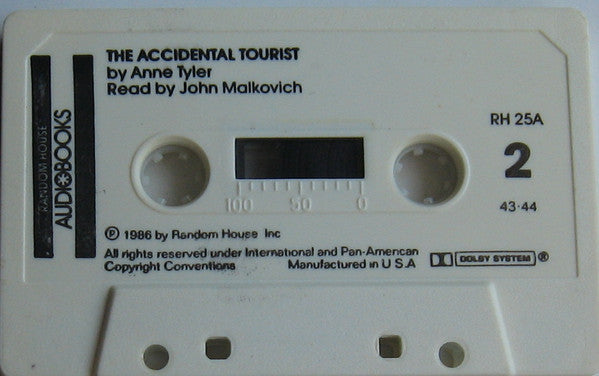 THE ACCIDENTAL TOURIST
by Anne Tyler
Read by John Malkovich
RANDOM HOUSE
AUDIOBOOKS
RH 25A
2
43·44
100 50 0
Ⓟ 1986 by Random House Inc
All rights reserved under International and Pan-American
Copyright Conventions Manufactured in U S A
DOLBY SYSTEM ®